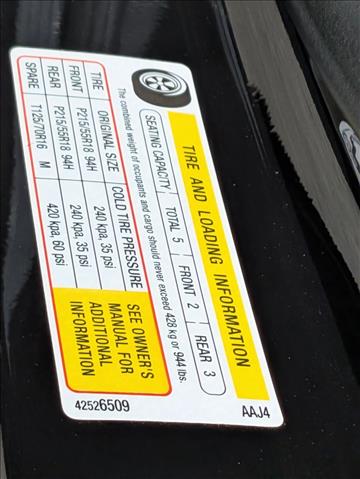 TIRE AND LOADING INFORMATION
SEATING CAPACITY TOTAL 5 FRONT 2 REAR 3
The combined weight of occupants and cargo should never exceed 428 kg or 944 lbs.
TIRE ORIGINAL SIZE COLD TIRE PRESSURE
FRONT P215/55R18 94H 240 kpa, 35 psi
REAR P215/55R18 94H 240 kpa, 35 psi
SPARE T125/70R16 M 420 kpa, 60 psi
SEE OWNER'S
MANUAL FOR
ADDITIONAL
INFORMATION
42526509
AAJ4